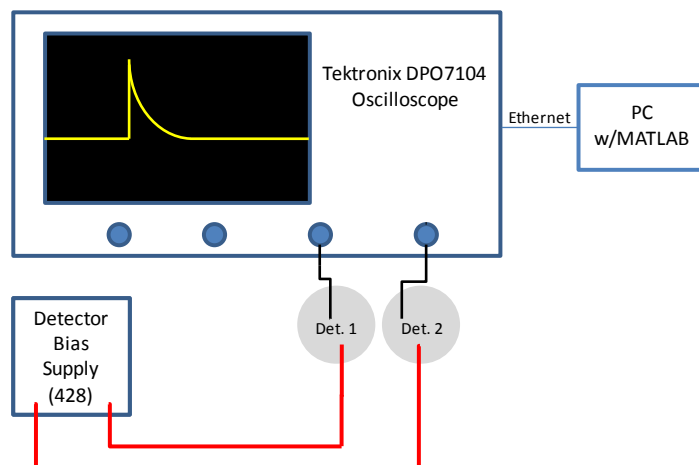 Tektronix DPO7104
Oscilloscope
Ethernet
PC
w/MATLAB
Detector
Bias
Supply
(428)
Det. 1
Det. 2